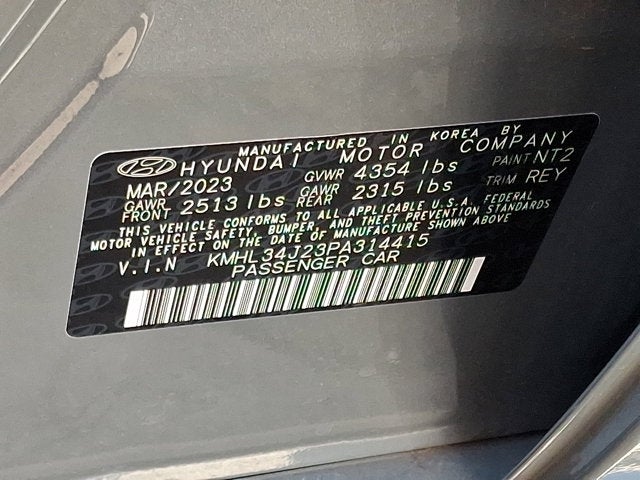 MANUFACTURED IN KOREA BY
HYUNDAI MOTOR COMPANY
MAR/2023 GVWR 4354 lbs PAINT NT2
GAWR FRONT 2513 lbs GAWR REAR 2315 lbs TRIM REY
THIS VEHICLE CONFORMS TO ALL APPLICABLE U.S.A. FEDERAL
MOTOR VEHICLE SAFETY, BUMPER, AND THEFT PREVENTION STANDARDS
IN EFFECT ON THE DATE OF MANUFACTURE SHOWN ABOVE
V.I.N KMHL34J23PA314415
PASSENGER CAR